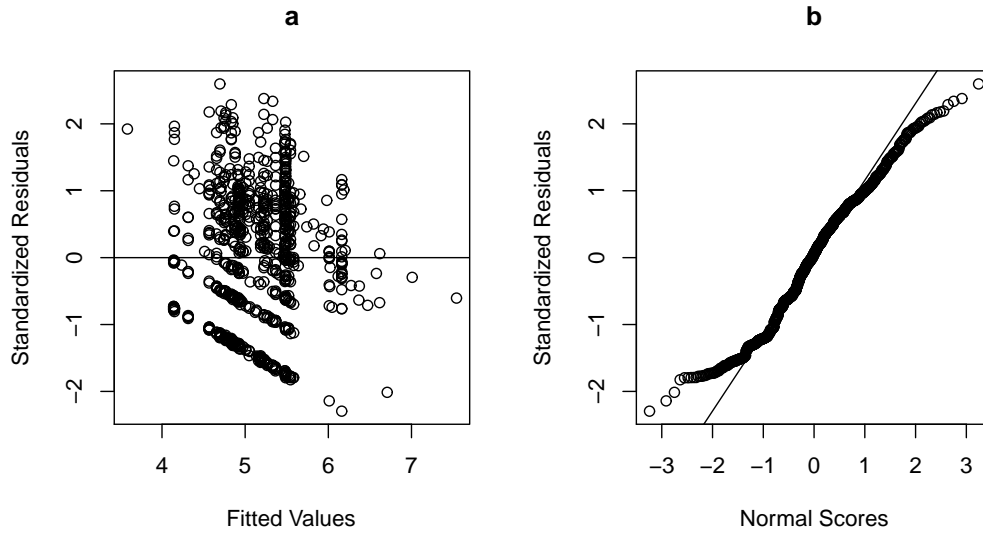 a
Standardized Residuals
2
1
0
−1
−2
4 5 6 7
Fitted Values
b
Standardized Residuals
2
1
0
−1
−2
−3 −2 −1 0 1 2 3
Normal Scores